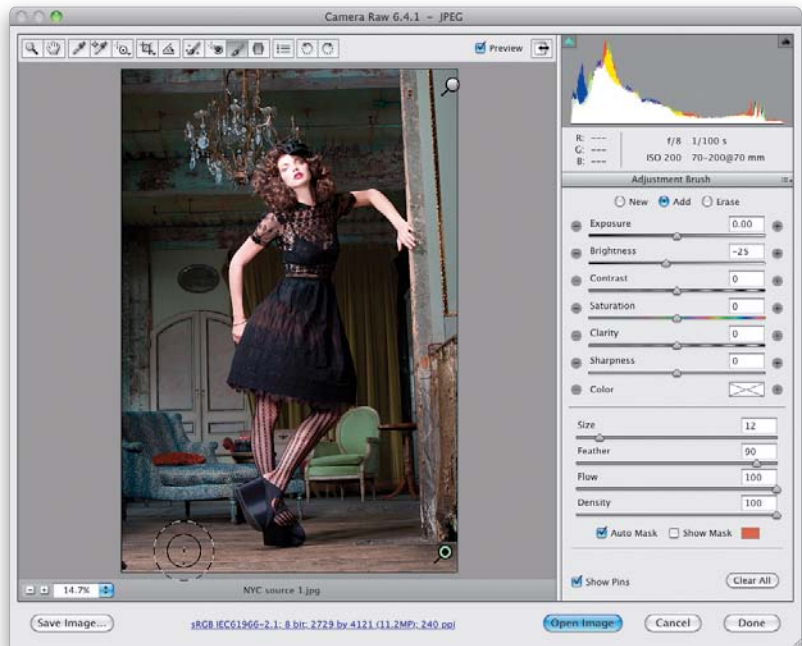 Camera Raw 6.4.1 – JPEG
Preview
R: ---
G: ---
B: ---
f/8 1/100 s
ISO 200 70-200@70 mm
Adjustment Brush
New Add Erase
Exposure 0.00
Brightness -25
Contrast 0
Saturation 0
Clarity 0
Sharpness 0
Color
Size 12
Feather 90
Flow 100
Density 100
Auto Mask Show Mask
Show Pins Clear All
14.7% NYC source 1.jpg
Save Image... sRGB IEC61966-2.1; 8 bit; 2729 by 4121 (11.2MP); 240 ppi Open Image Cancel Done